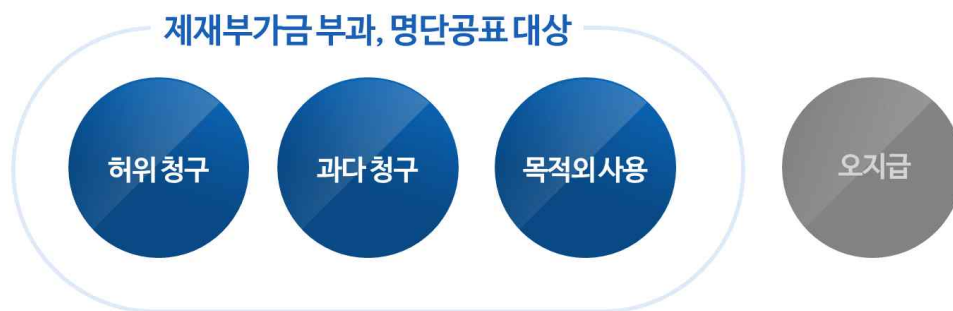 제재부가금 부과, 명단공표 대상
허위 청구
과다 청구
목적외 사용
오지급